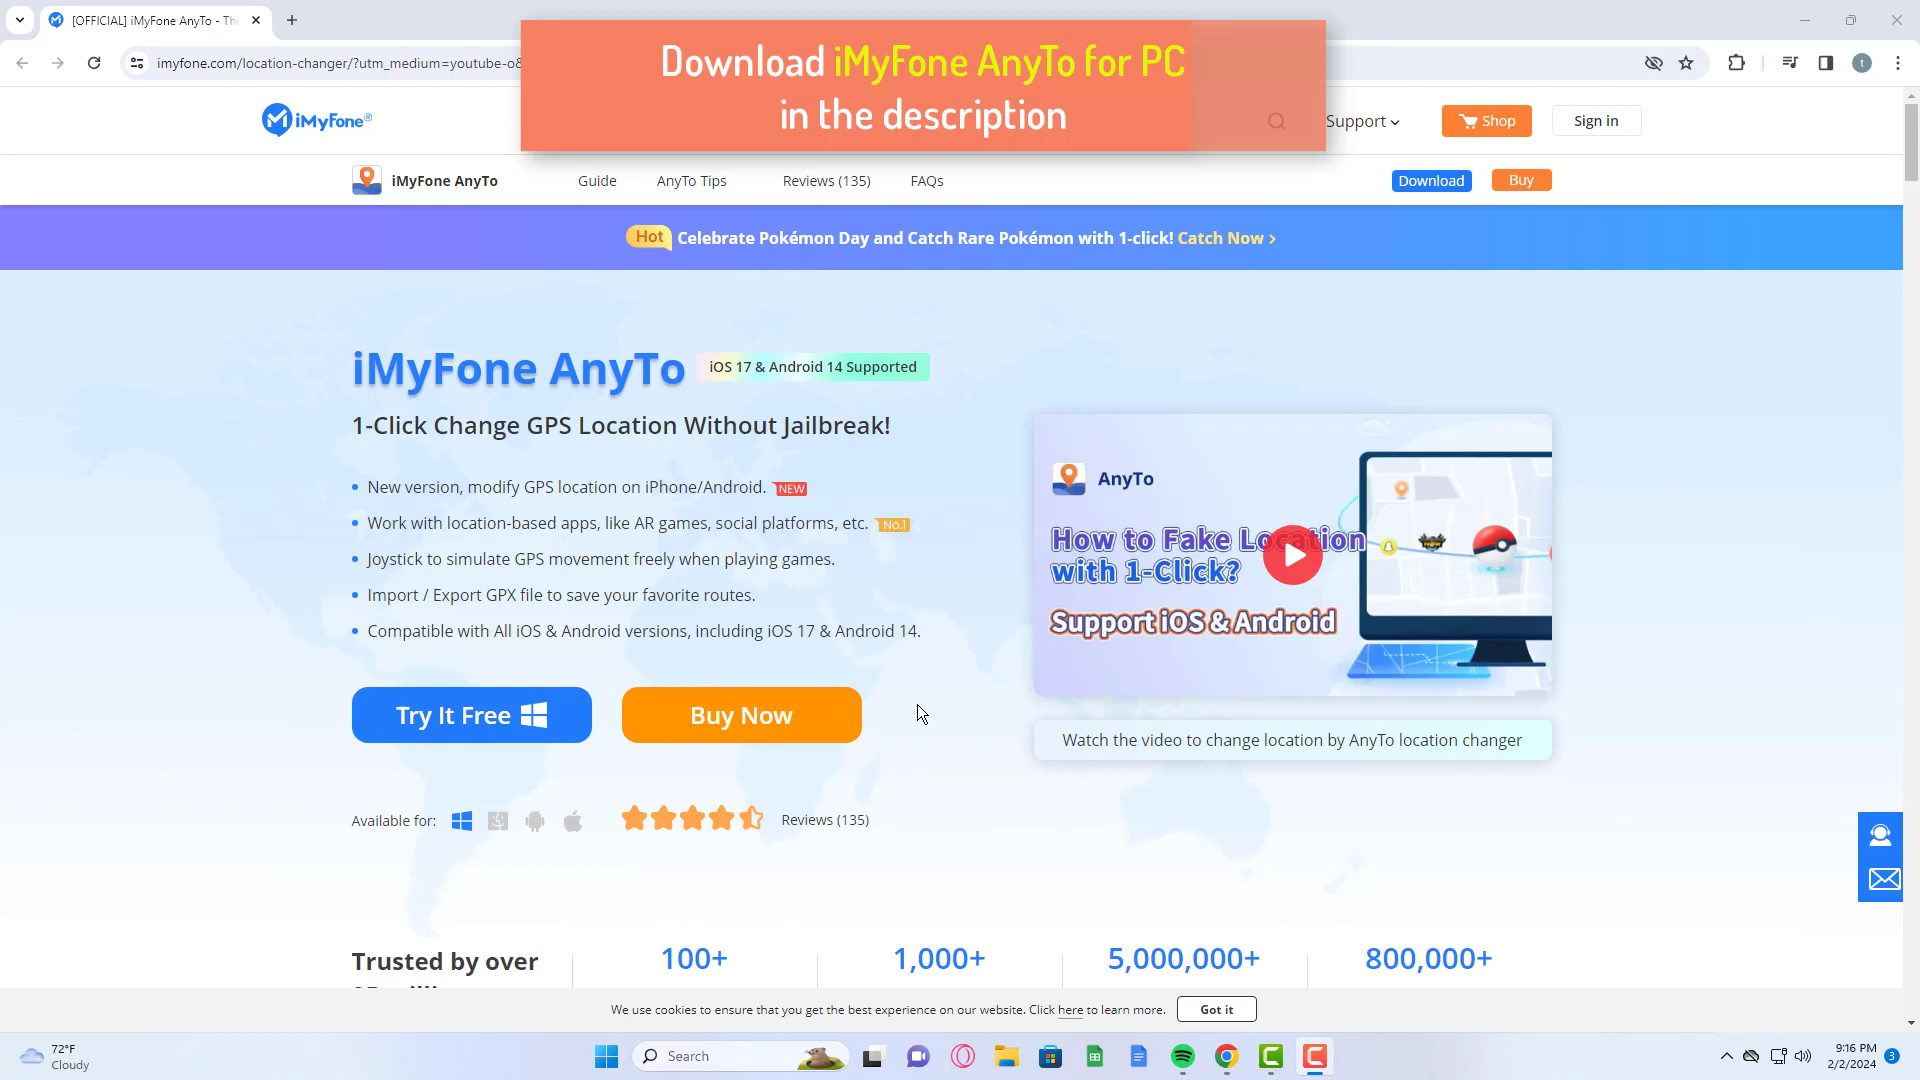 [OFFICIAL] iMyFone AnyTo - Th
imyfone.com/location-changer/?utm_medium=youtube-o
t
Download iMyFone AnyTo for PC
in the description
iMyFone®
Support
Shop
Sign in
iMyFone AnyTo
Guide
AnyTo Tips
Reviews (135)
FAQs
Download
Buy
Hot
Celebrate Pokémon Day and Catch Rare Pokémon with 1-click! Catch Now >
iMyFone AnyTo
iOS 17 & Android 14 Supported
1-Click Change GPS Location Without Jailbreak!
New version, modify GPS location on iPhone/Android. NEW
Work with location-based apps, like AR games, social platforms, etc. No.1
Joystick to simulate GPS movement freely when playing games.
Import / Export GPX file to save your favorite routes.
Compatible with All iOS & Android versions, including iOS 17 & Android 14.
Try It Free
Buy Now
AnyTo
How to Fake Location
with 1-Click?
Support iOS & Android
Watch the video to change location by AnyTo location changer
Available for:
Reviews (135)
Trusted by over
100+
1,000+
5,000,000+
800,000+
We use cookies to ensure that you get the best experience on our website. Click here to learn more.
Got it
72°F
Cloudy
Search
9:16 PM
2/2/2024
3